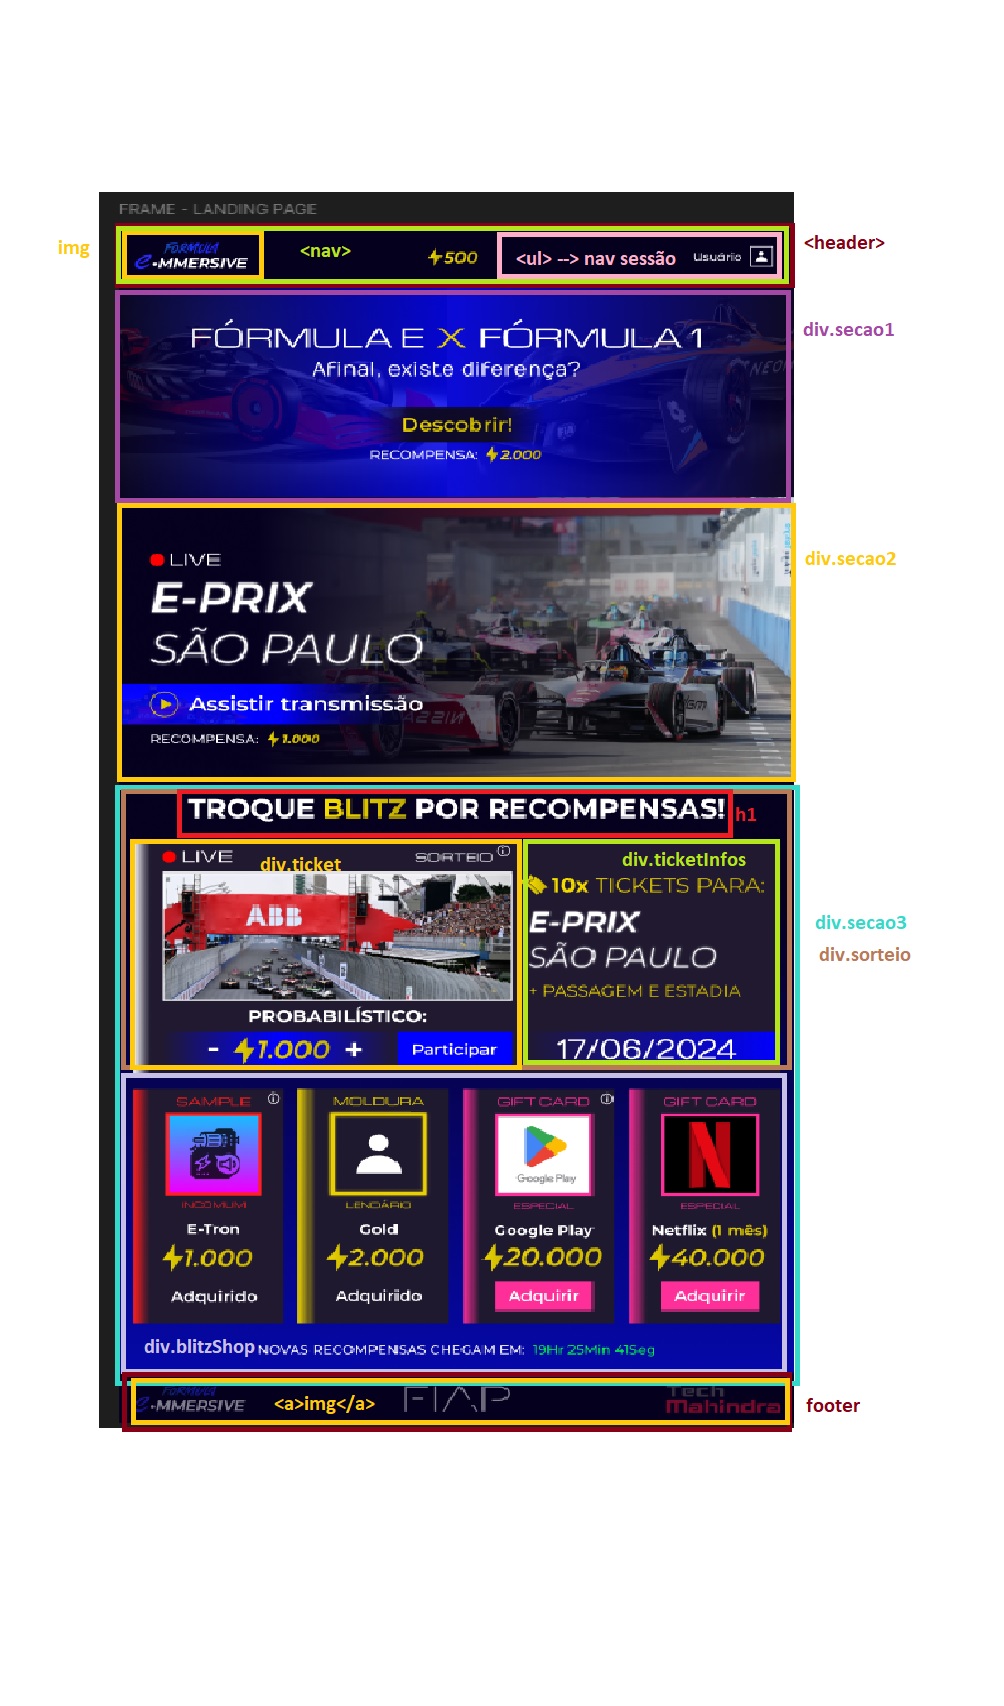 FRAME - LANDING PAGE
img
FORMULA
e-MMERSIVE
<nav>
500
<ul> --> nav sessão
Usuário
<header>
FÓRMULA E X FÓRMULA 1
Afinal, existe diferença?
Descobrir!
RECOMPENSA: 2.000
div.secao1
NEOM
LIVE
E-PRIX
SÃO PAULO
Assistir transmissão
RECOMPENSA: 1.000
div.secao2
TROQUE BLITZ POR RECOMPENSAS!
h1
LIVE
div.ticket
SORTEIO
ABB
PROBABILÍSTICO:
- 1.000 +
Participar
div.ticketInfos
10x TICKETS PARA:
E-PRIX
SÃO PAULO
+ PASSAGEM E ESTADIA
17/06/2024
div.secao3
div.sorteio
SAMPLE
INCOMUM
E-Tron
1.000
Adquirido
MOLDURA
LENDÁRIO
Gold
2.000
Adquirido
GIFT CARD
Google Play
ESPECIAL
Google Play
20.000
Adquirir
GIFT CARD
N
ESPECIAL
Netflix (1 mês)
40.000
Adquirir
div.blitzShop
NOVAS RECOMPENSAS CHEGAM EM: 19Hr 25Min 41Seg
FORMULA
e-MMERSIVE
<a>img</a>
FIAP
Tech
Mahindra
footer